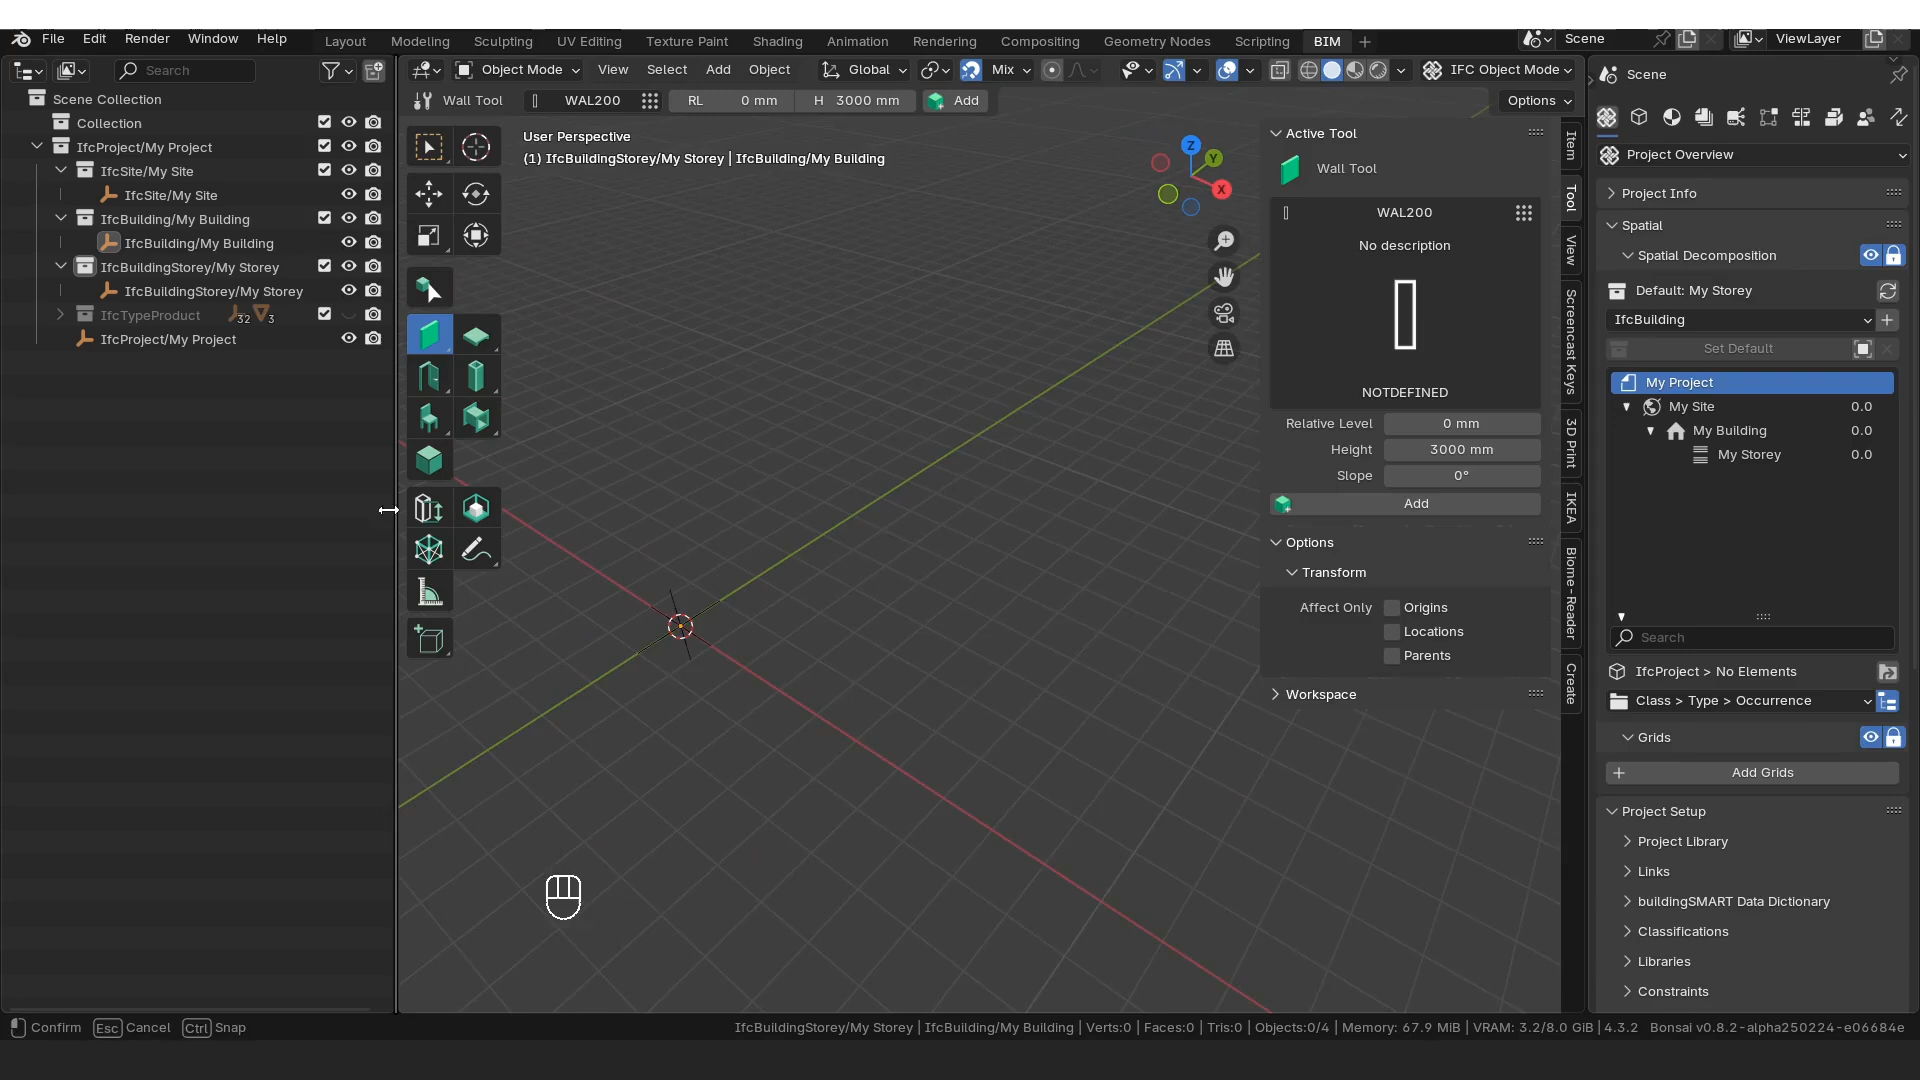 File Edit Render Window Help
Layout Modeling Sculpting UV Editing Texture Paint Shading Animation Rendering Compositing Geometry Nodes Scripting BIM
Scene
ViewLayer
Search
Object Mode View Select Add Object Global Mix IFC Object Mode
Wall Tool WAL200 RL 0 mm H 3000 mm Add Options
Scene Collection
Collection
IfcProject/My Project
IfcSite/My Site
IfcSite/My Site
IfcBuilding/My Building
IfcBuilding/My Building
IfcBuildingStorey/My Storey
IfcBuildingStorey/My Storey
IfcTypeProduct 32 3
IfcProject/My Project
User Perspective
(1) IfcBuildingStorey/My Storey | IfcBuilding/My Building
Z
Y
X
Active Tool
Wall Tool
WAL200
No description
NOTDEFINED
Relative Level 0 mm
Height 3000 mm
Slope 0°
Add
Options
Transform
Affect Only Origins
Locations
Parents
Workspace
Item
Tool
View
Screencast Keys
3D Print
IKEA
Biome-Reader
Create
Scene
Project Overview
Project Info
Spatial
Spatial Decomposition
Default: My Storey
IfcBuilding
Set Default
My Project
My Site 0.0
My Building 0.0
My Storey 0.0
Search
IfcProject > No Elements
Class > Type > Occurrence
Grids
Add Grids
Project Setup
Project Library
Links
buildingSMART Data Dictionary
Classifications
Libraries
Constraints
Confirm Esc Cancel Ctrl Snap
IfcBuildingStorey/My Storey | IfcBuilding/My Building | Verts:0 | Faces:0 | Tris:0 | Objects:0/4 | Memory: 67.9 MiB | VRAM: 3.2/8.0 GiB | 4.3.2 Bonsai v0.8.2-alpha250224-e06684e